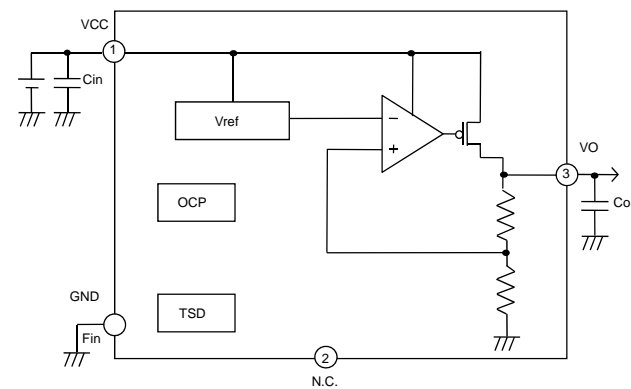 VCC
1
Cin
Vref
−
+
VO
3
Co
OCP
GND
Fin
TSD
2
N.C.